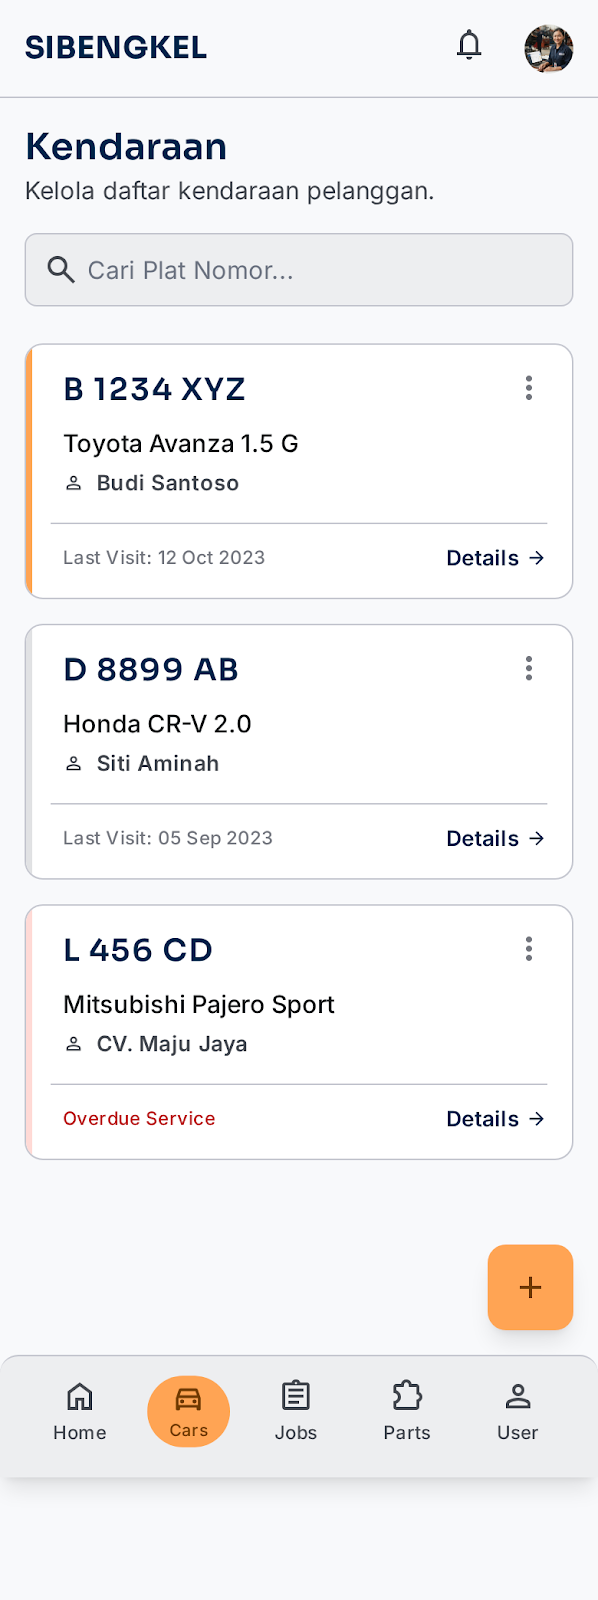 SIBENGKEL
Kendaraan
Kelola daftar kendaraan pelanggan.
Cari Plat Nomor...
B 1234 XYZ
Toyota Avanza 1.5 G
Budi Santoso
Last Visit: 12 Oct 2023
Details →
D 8899 AB
Honda CR-V 2.0
Siti Aminah
Last Visit: 05 Sep 2023
Details →
L 456 CD
Mitsubishi Pajero Sport
CV. Maju Jaya
Overdue Service
Details →
Home
Cars
Jobs
Parts
User